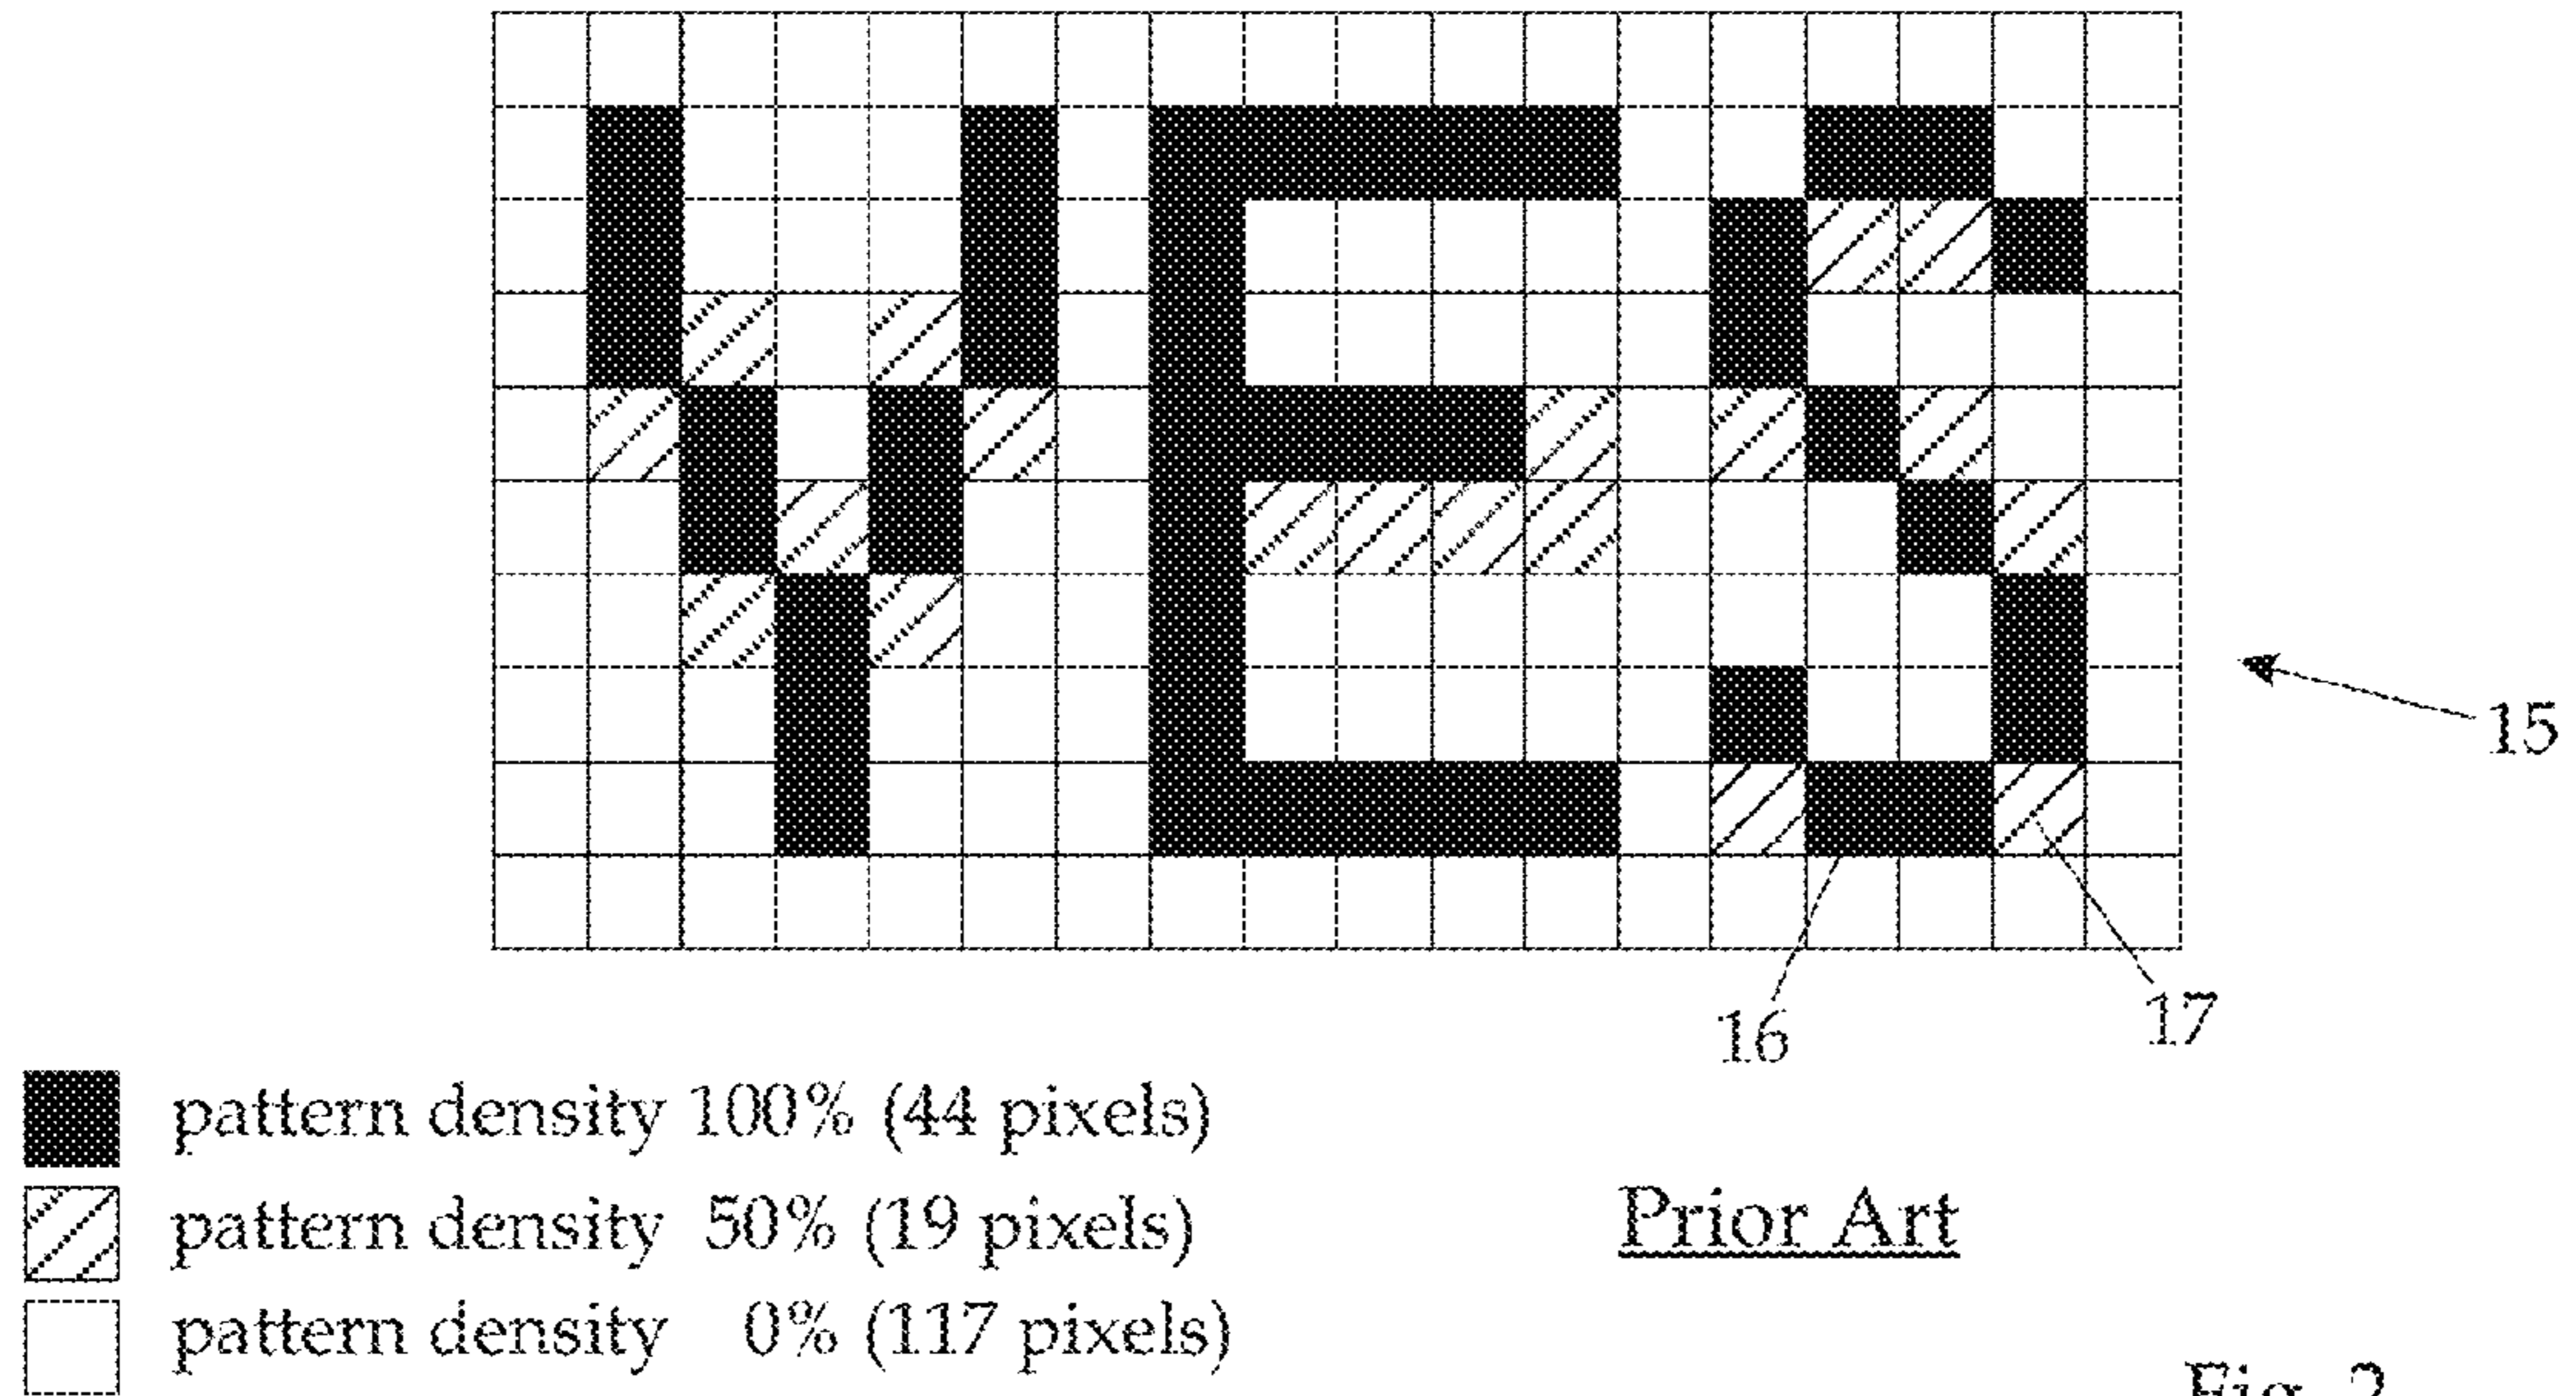 15
16
17
pattern density 100% (44 pixels)
pattern density 50% (19 pixels)
pattern density 0% (117 pixels)
Prior Art